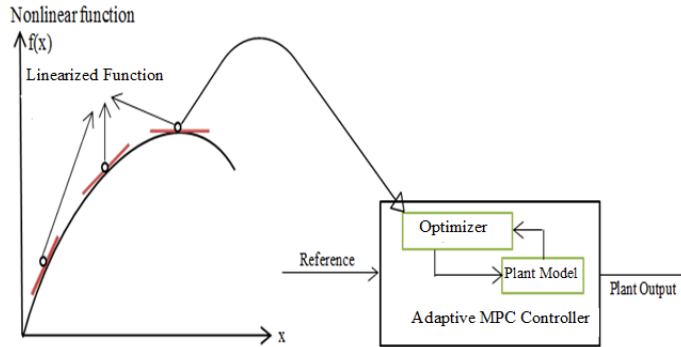 Nonlinear function
f(x)
Linearized Function
x
Reference
Optimizer
Plant Model
Adaptive MPC Controller
Plant Output